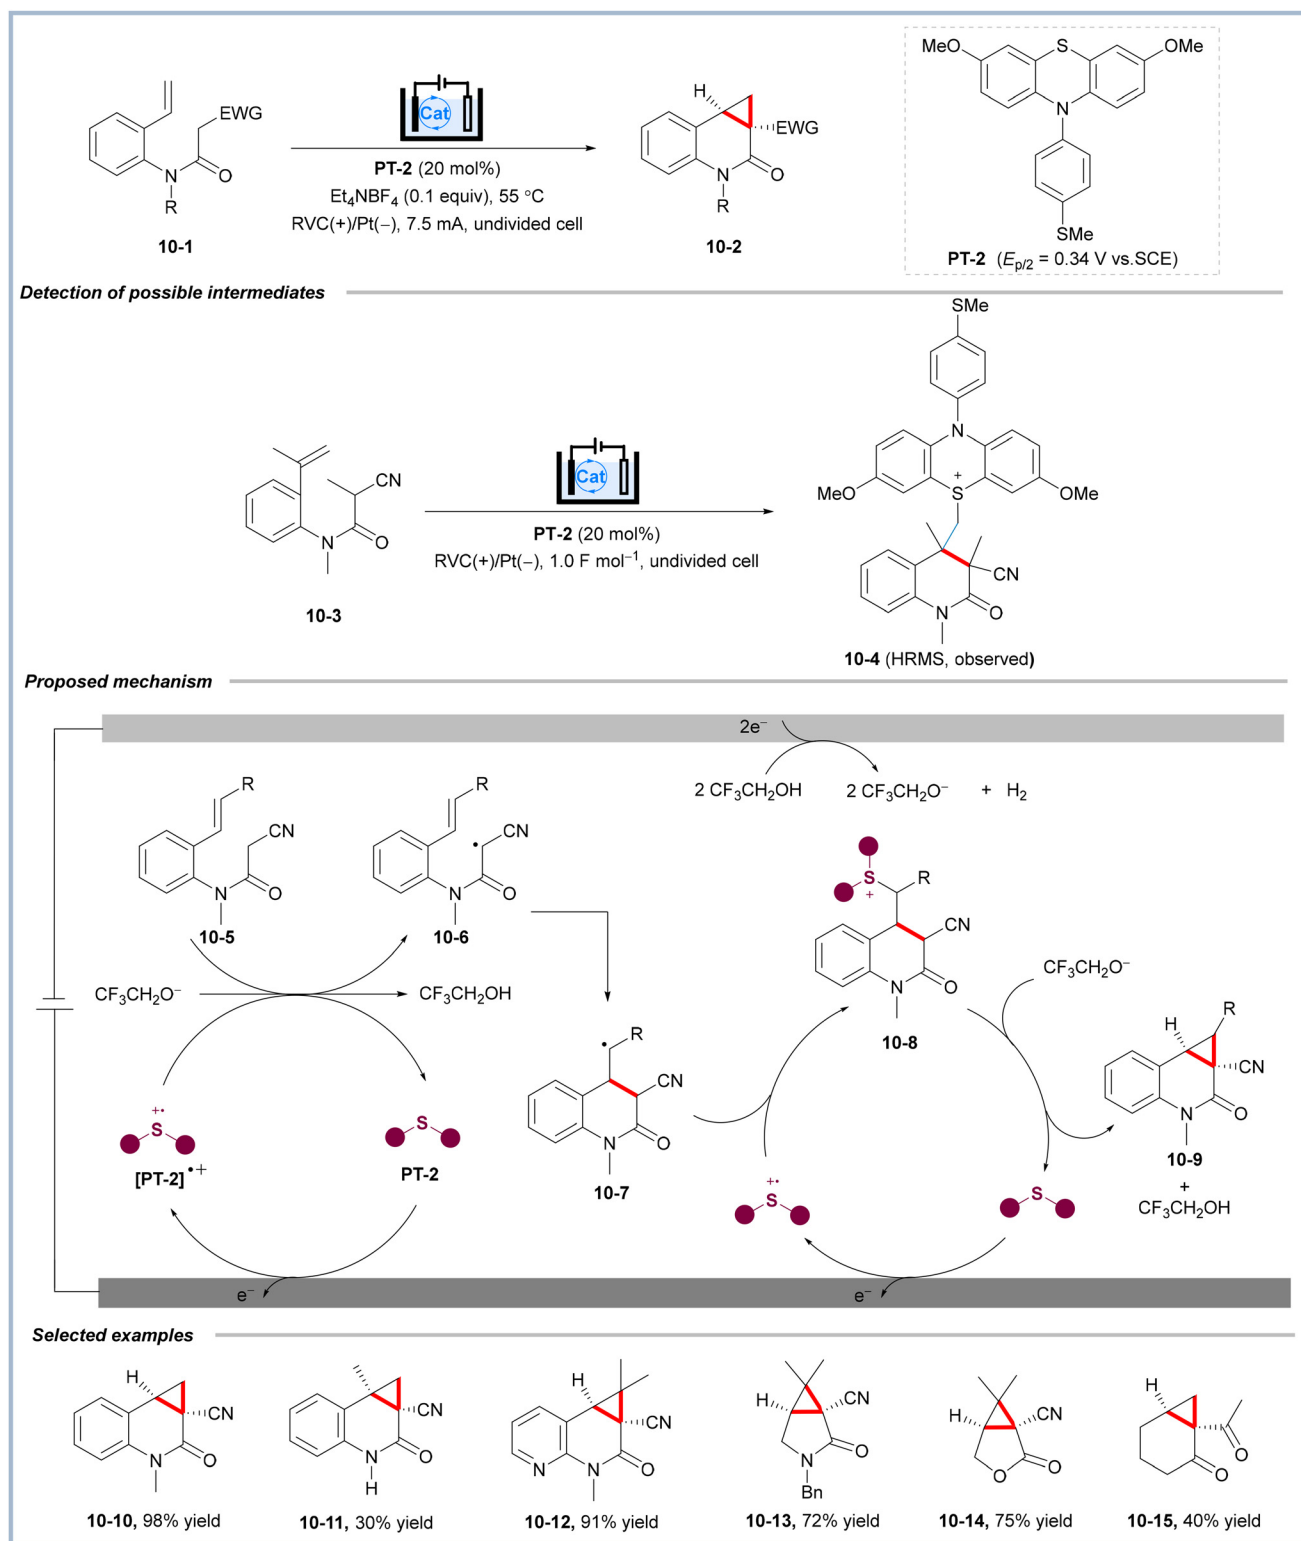 MeO
S
OMe
N
SMe
PT-2 (Ep/2 = 0.34 V vs.SCE)
EWG
N
O
R
10-1
Cat
PT-2 (20 mol%)
Et4NBF4 (0.1 equiv), 55 °C
RVC(+)/Pt(−), 7.5 mA, undivided cell
H
EWG
N
O
R
10-2
Detection of possible intermediates
CN
N
O
10-3
Cat
PT-2 (20 mol%)
RVC(+)/Pt(−), 1.0 F mol−1, undivided cell
SMe
N
+
MeO
S
OMe
CN
N
O
10-4 (HRMS, observed)
Proposed mechanism
2e−
2 CF3CH2OH
2 CF3CH2O− + H2
R
CN
N
O
10-5
R
CN
N
O
10-6
CF3CH2O−
CF3CH2OH
+•
S
[PT-2]•+
S
PT-2
e−
R
CN
N
O
10-7
S
+
R
CN
N
O
10-8
CF3CH2O−
+•
S
S
e−
R
H
CN
N
O
10-9
+
CF3CH2OH
Selected examples
H
CN
N
O
10-10, 98% yield
CN
N
O
H
10-11, 30% yield
H
CN
N
N
O
10-12, 91% yield
H
CN
N
O
Bn
10-13, 72% yield
H
CN
O
O
10-14, 75% yield
H
O
O
10-15, 40% yield